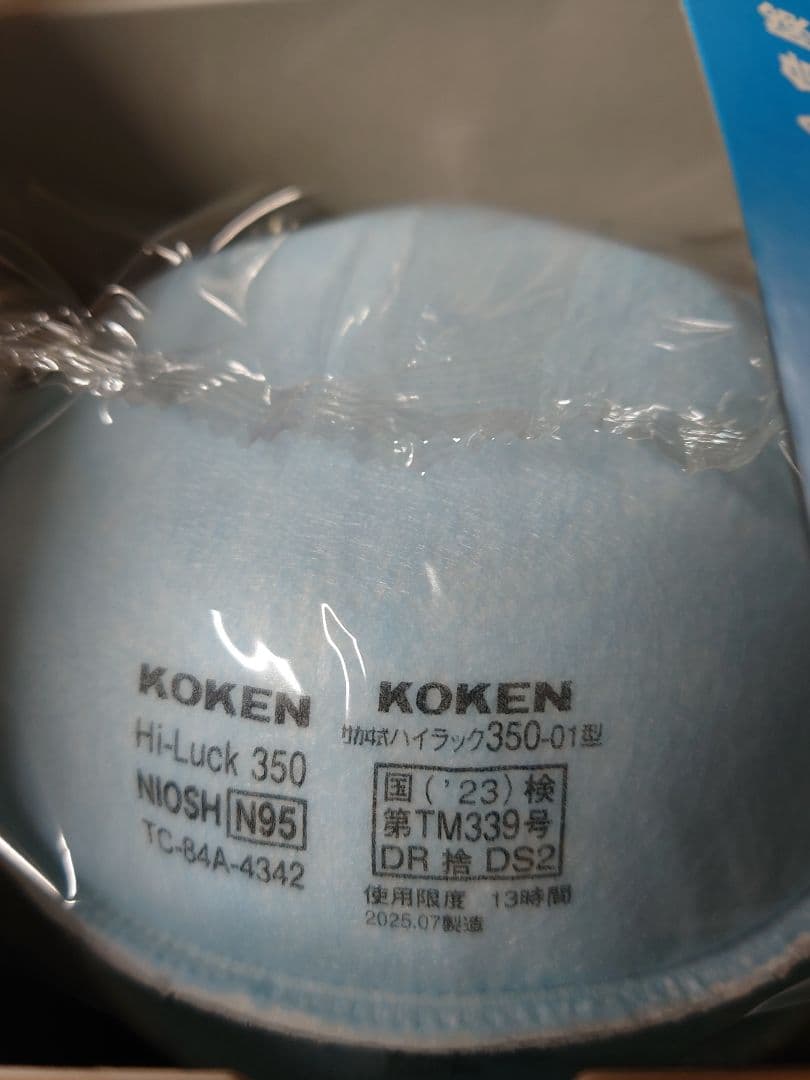 KOKEN
Hi-Luck 350
NIOSH N95
TC-84A-4342
KOKEN
サカヰ式ハイラック350-01型
国('23)検
第TM339号
DR 捨 DS2
使用限度 13時間
2025.07製造